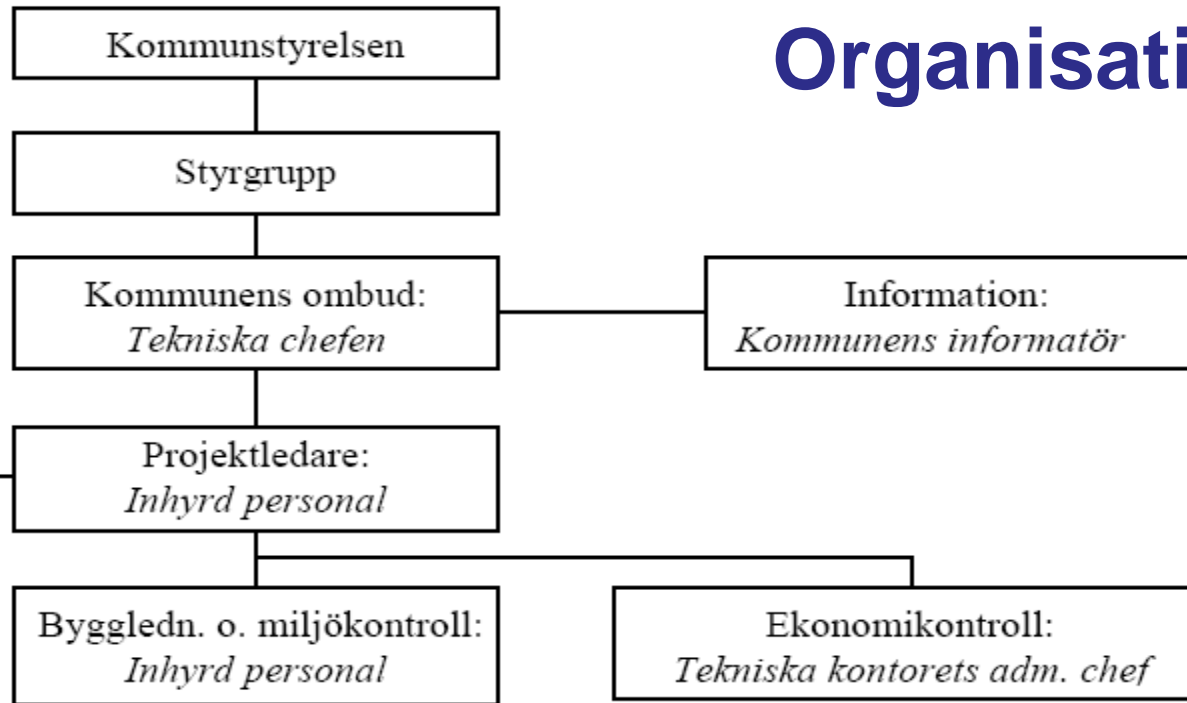 Organisati
Kommunstyrelsen
Styrgrupp
Kommunens ombud:
Tekniska chefen
Information:
Kommunens informatör
Projektledare:
Inhyrd personal
Byggledn. o. miljökontroll:
Inhyrd personal
Ekonomikontroll:
Tekniska kontorets adm. chef